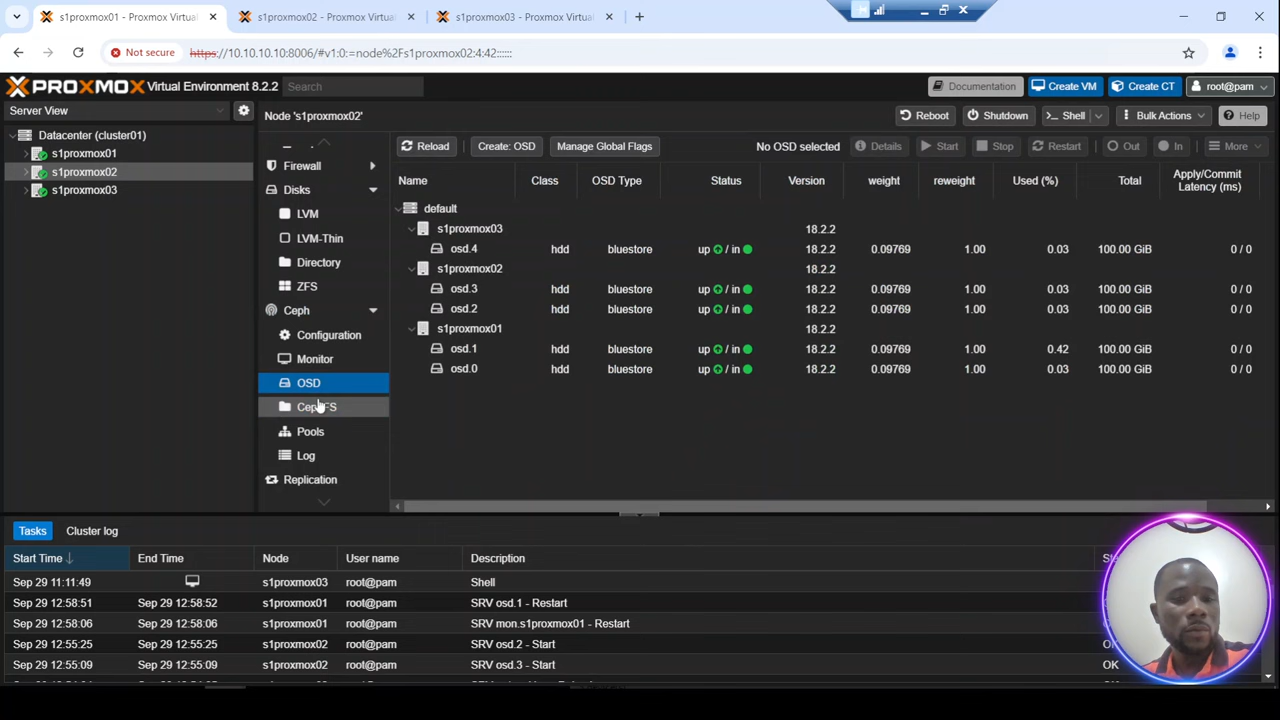 s1proxmox01 - Proxmox Virtual
s1proxmox02 - Proxmox Virtual
s1proxmox03 - Proxmox Virtual
Not secure
https://10.10.10.10:8006/#v1:0:=node%2Fs1proxmox02:4:42::::::
PROXMOX Virtual Environment 8.2.2
Search
Documentation
Create VM
Create CT
root@pam
Server View
Node 's1proxmox02'
Reboot
Shutdown
Shell
Bulk Actions
Help
Datacenter (cluster01)
s1proxmox01
s1proxmox02
s1proxmox03
Firewall
Disks
LVM
LVM-Thin
Directory
ZFS
Ceph
Configuration
Monitor
OSD
Pools
Log
Replication
Reload
Create: OSD
Manage Global Flags
No OSD selected
Details
Start
Stop
Restart
Out
In
More
Name Class OSD Type Status Version weight reweight Used (%) Total Apply/Commit Latency (ms)
default
s1proxmox03 18.2.2
osd.4 hdd bluestore up / in 18.2.2 0.09769 1.00 0.03 100.00 GiB 0 / 0
s1proxmox02 18.2.2
osd.3 hdd bluestore up / in 18.2.2 0.09769 1.00 0.03 100.00 GiB 0 / 0
osd.2 hdd bluestore up / in 18.2.2 0.09769 1.00 0.03 100.00 GiB 0 / 0
s1proxmox01 18.2.2
osd.1 hdd bluestore up / in 18.2.2 0.09769 1.00 0.42 100.00 GiB 0 / 0
osd.0 hdd bluestore up / in 18.2.2 0.09769 1.00 0.03 100.00 GiB 0 / 0
Tasks
Cluster log
Start Time End Time Node User name Description
Sep 29 11:11:49 s1proxmox03 root@pam Shell
Sep 29 12:58:51 Sep 29 12:58:52 s1proxmox01 root@pam SRV osd.1 - Restart
Sep 29 12:58:06 Sep 29 12:58:06 s1proxmox01 root@pam SRV mon.s1proxmox01 - Restart
Sep 29 12:55:25 Sep 29 12:55:25 s1proxmox02 root@pam SRV osd.2 - Start
Sep 29 12:55:09 Sep 29 12:55:09 s1proxmox02 root@pam SRV osd.3 - Start OK